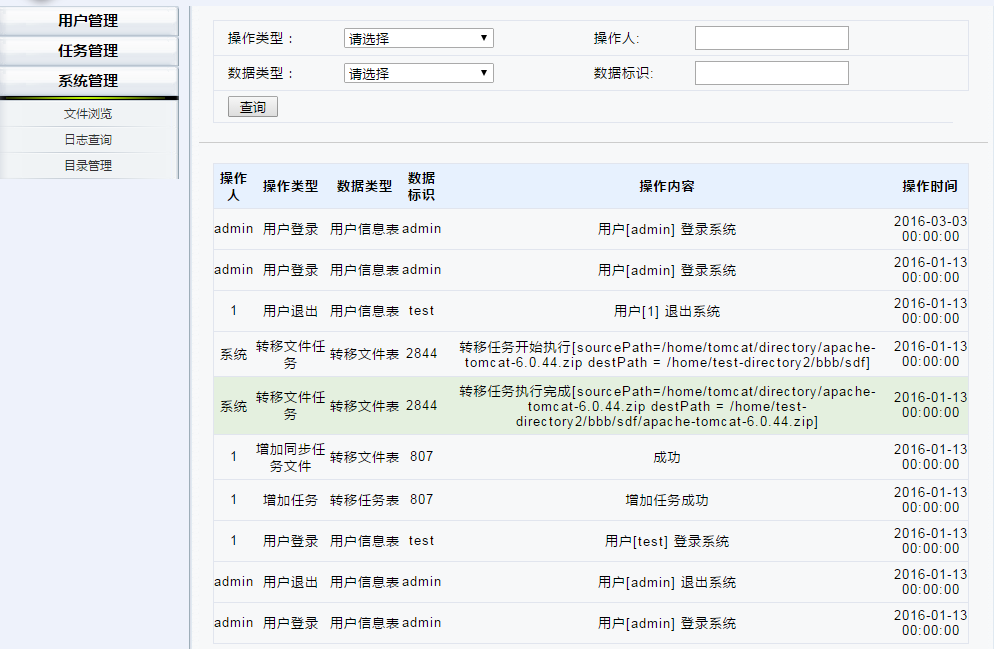 用户管理
任务管理
系统管理
文件浏览
日志查询
目录管理
操作类型： 请选择 操作人:
数据类型： 请选择 数据标识:
查询
操作人 操作类型 数据类型 数据标识 操作内容 操作时间
admin 用户登录 用户信息表 admin 用户[admin] 登录系统 2016-03-03 00:00:00
admin 用户登录 用户信息表 admin 用户[admin] 登录系统 2016-01-13 00:00:00
1 用户退出 用户信息表 test 用户[1] 退出系统 2016-01-13 00:00:00
系统 转移文件任务 转移文件表 2844 转移任务开始执行[sourcePath=/home/tomcat/directory/apache-tomcat-6.0.44.zip destPath = /home/test-directory2/bbb/sdf] 2016-01-13 00:00:00
系统 转移文件任务 转移文件表 2844 转移任务执行完成[sourcePath=/home/tomcat/directory/apache-tomcat-6.0.44.zip destPath = /home/test-directory2/bbb/sdf/apache-tomcat-6.0.44.zip] 2016-01-13 00:00:00
1 增加同步任务文件 转移文件表 807 成功 2016-01-13 00:00:00
1 增加任务 转移任务表 807 增加任务成功 2016-01-13 00:00:00
1 用户登录 用户信息表 test 用户[test] 登录系统 2016-01-13 00:00:00
admin 用户退出 用户信息表 admin 用户[admin] 退出系统 2016-01-13 00:00:00
admin 用户登录 用户信息表 admin 用户[admin] 登录系统 2016-01-13 00:00:00